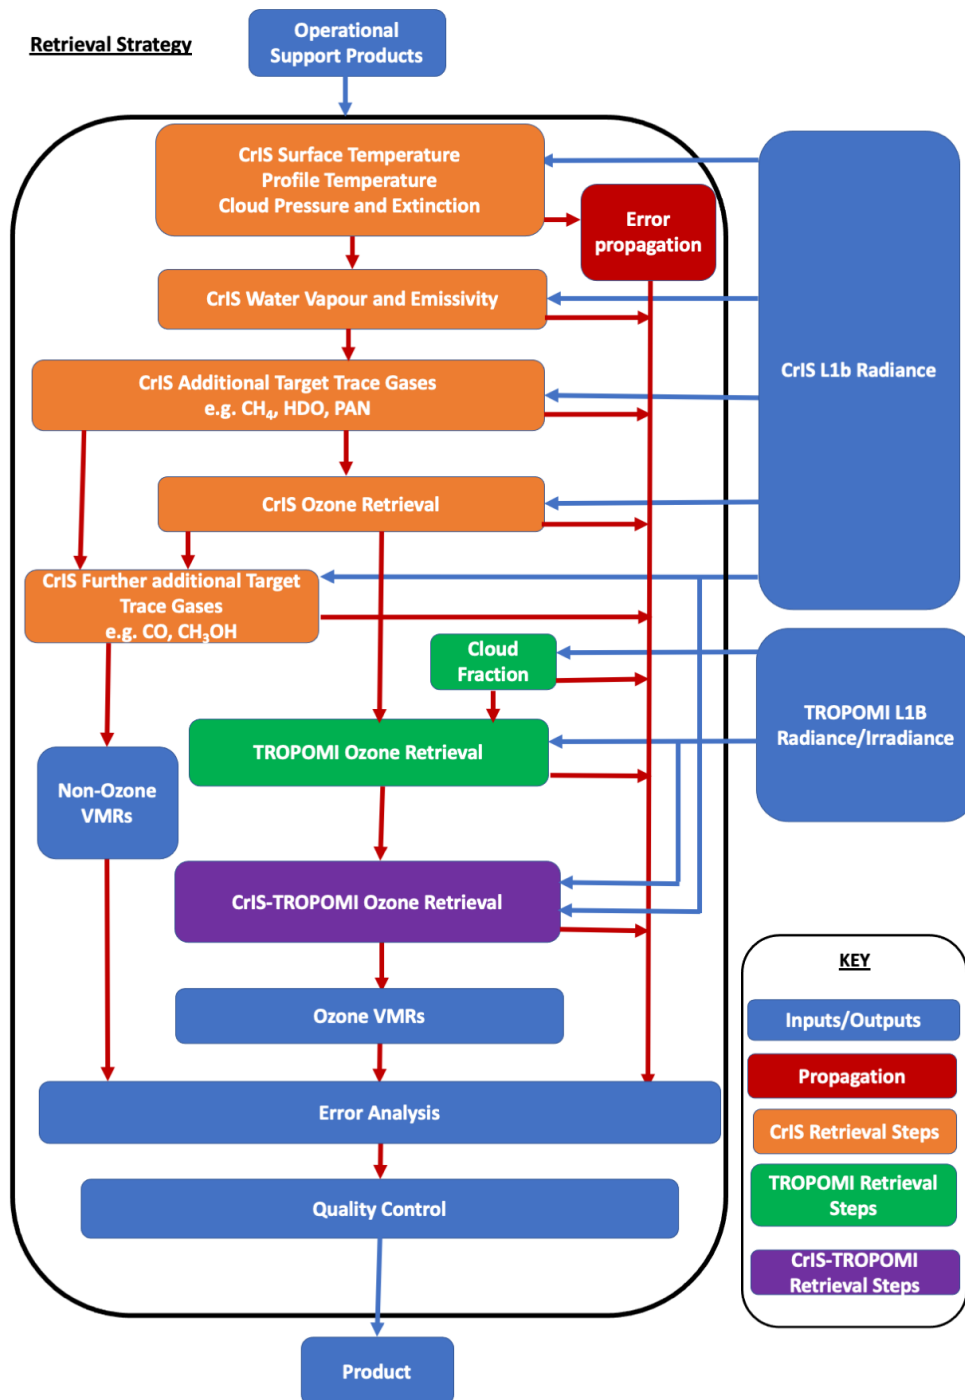 Retrieval Strategy
Operational
Support Products
CrIS Surface Temperature
Profile Temperature
Cloud Pressure and Extinction
Error
propagation
CrIS Water Vapour and Emissivity
CrIS L1b Radiance
CrIS Additional Target Trace Gases
e.g. CH₄, HDO, PAN
CrIS Ozone Retrieval
CrIS Further additional Target
Trace Gases
e.g. CO, CH₃OH
Cloud
Fraction
TROPOMI L1B
Radiance/Irradiance
TROPOMI Ozone Retrieval
Non-Ozone
VMRs
CrIS-TROPOMI Ozone Retrieval
Ozone VMRs
Error Analysis
Quality Control
Product
KEY
Inputs/Outputs
Propagation
CrIS Retrieval Steps
TROPOMI Retrieval
Steps
CrIS-TROPOMI
Retrieval Steps